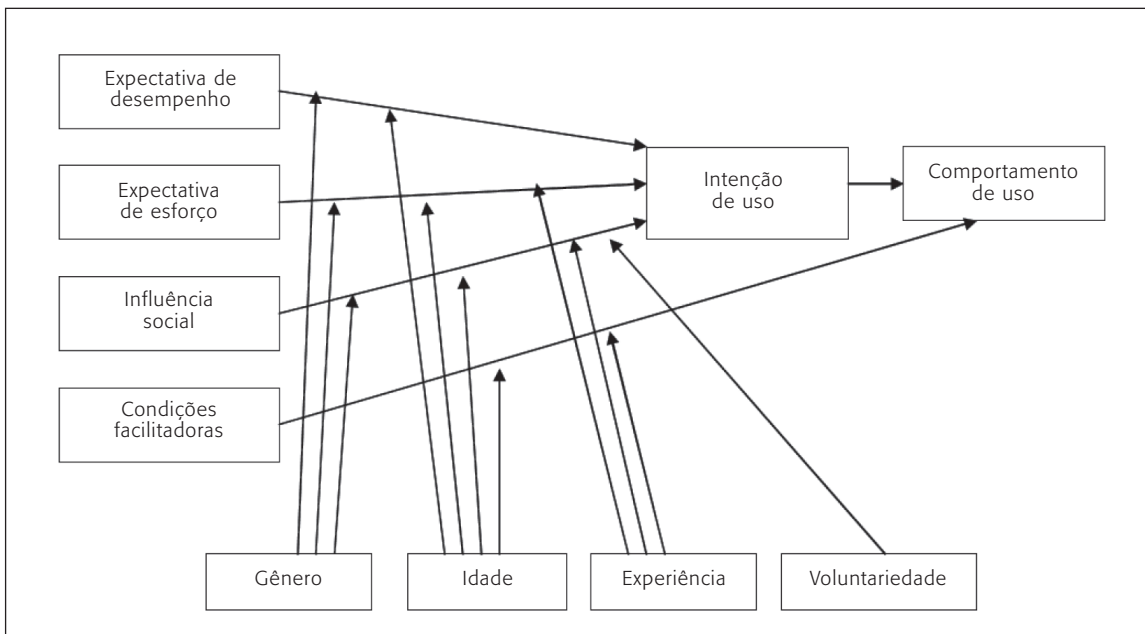 Expectativa de
desempenho
Expectativa
de esforço
Influência
social
Condições
facilitadoras
Intenção
de uso
Comportamento
de uso
Gênero
Idade
Experiência
Voluntariedade